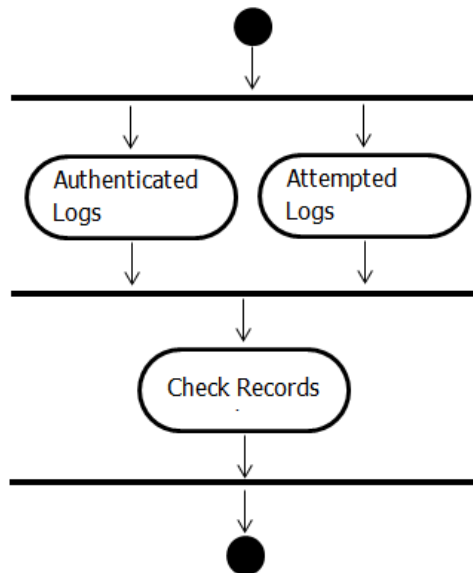 Authenticated
Logs
Attempted
Logs
Check Records